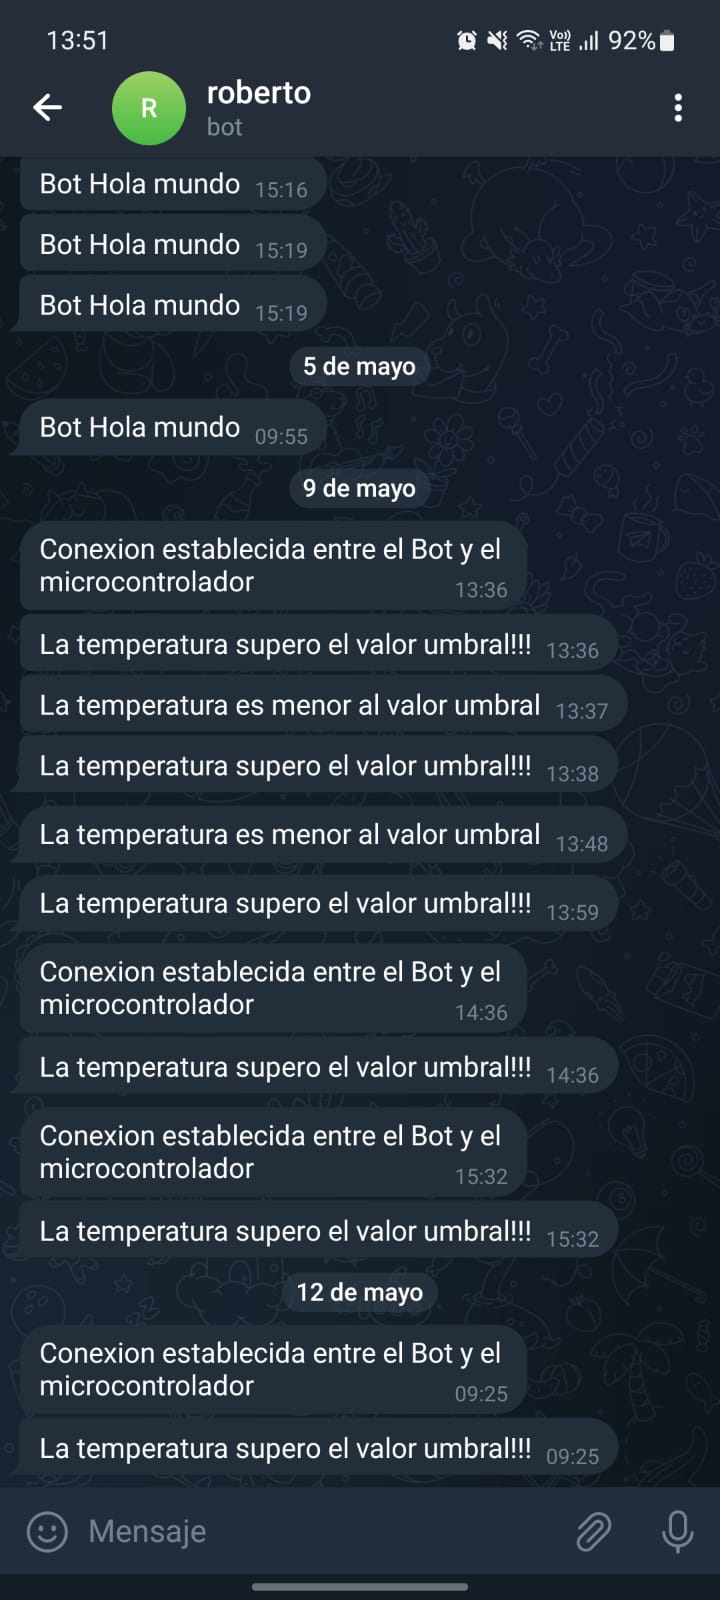 13:51 Vo)) LTE 92%
R roberto
bot
Bot Hola mundo 15:16
Bot Hola mundo 15:19
Bot Hola mundo 15:19
5 de mayo
Bot Hola mundo 09:55
9 de mayo
Conexion establecida entre el Bot y el
microcontrolador 13:36
La temperatura supero el valor umbral!!! 13:36
La temperatura es menor al valor umbral 13:37
La temperatura supero el valor umbral!!! 13:38
La temperatura es menor al valor umbral 13:48
La temperatura supero el valor umbral!!! 13:59
Conexion establecida entre el Bot y el
microcontrolador 14:36
La temperatura supero el valor umbral!!! 14:36
Conexion establecida entre el Bot y el
microcontrolador 15:32
La temperatura supero el valor umbral!!! 15:32
12 de mayo
Conexion establecida entre el Bot y el
microcontrolador 09:25
La temperatura supero el valor umbral!!! 09:25
Mensaje